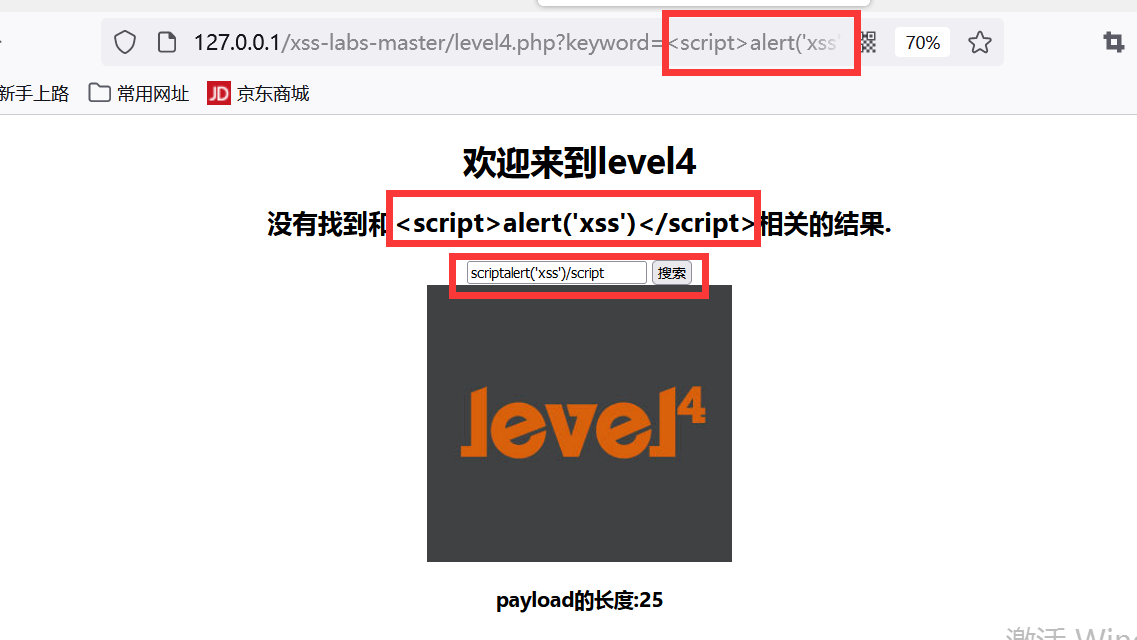 127.0.0.1/xss-labs-master/level4.php?keyword=<script>alert('xss' 70%
新手上路 常用网址 JD 京东商城
欢迎来到level4
没有找到和<script>alert('xss')</script>相关的结果.
scriptalert('xss')/script 搜索
level4
payload的长度:25
激活 Win